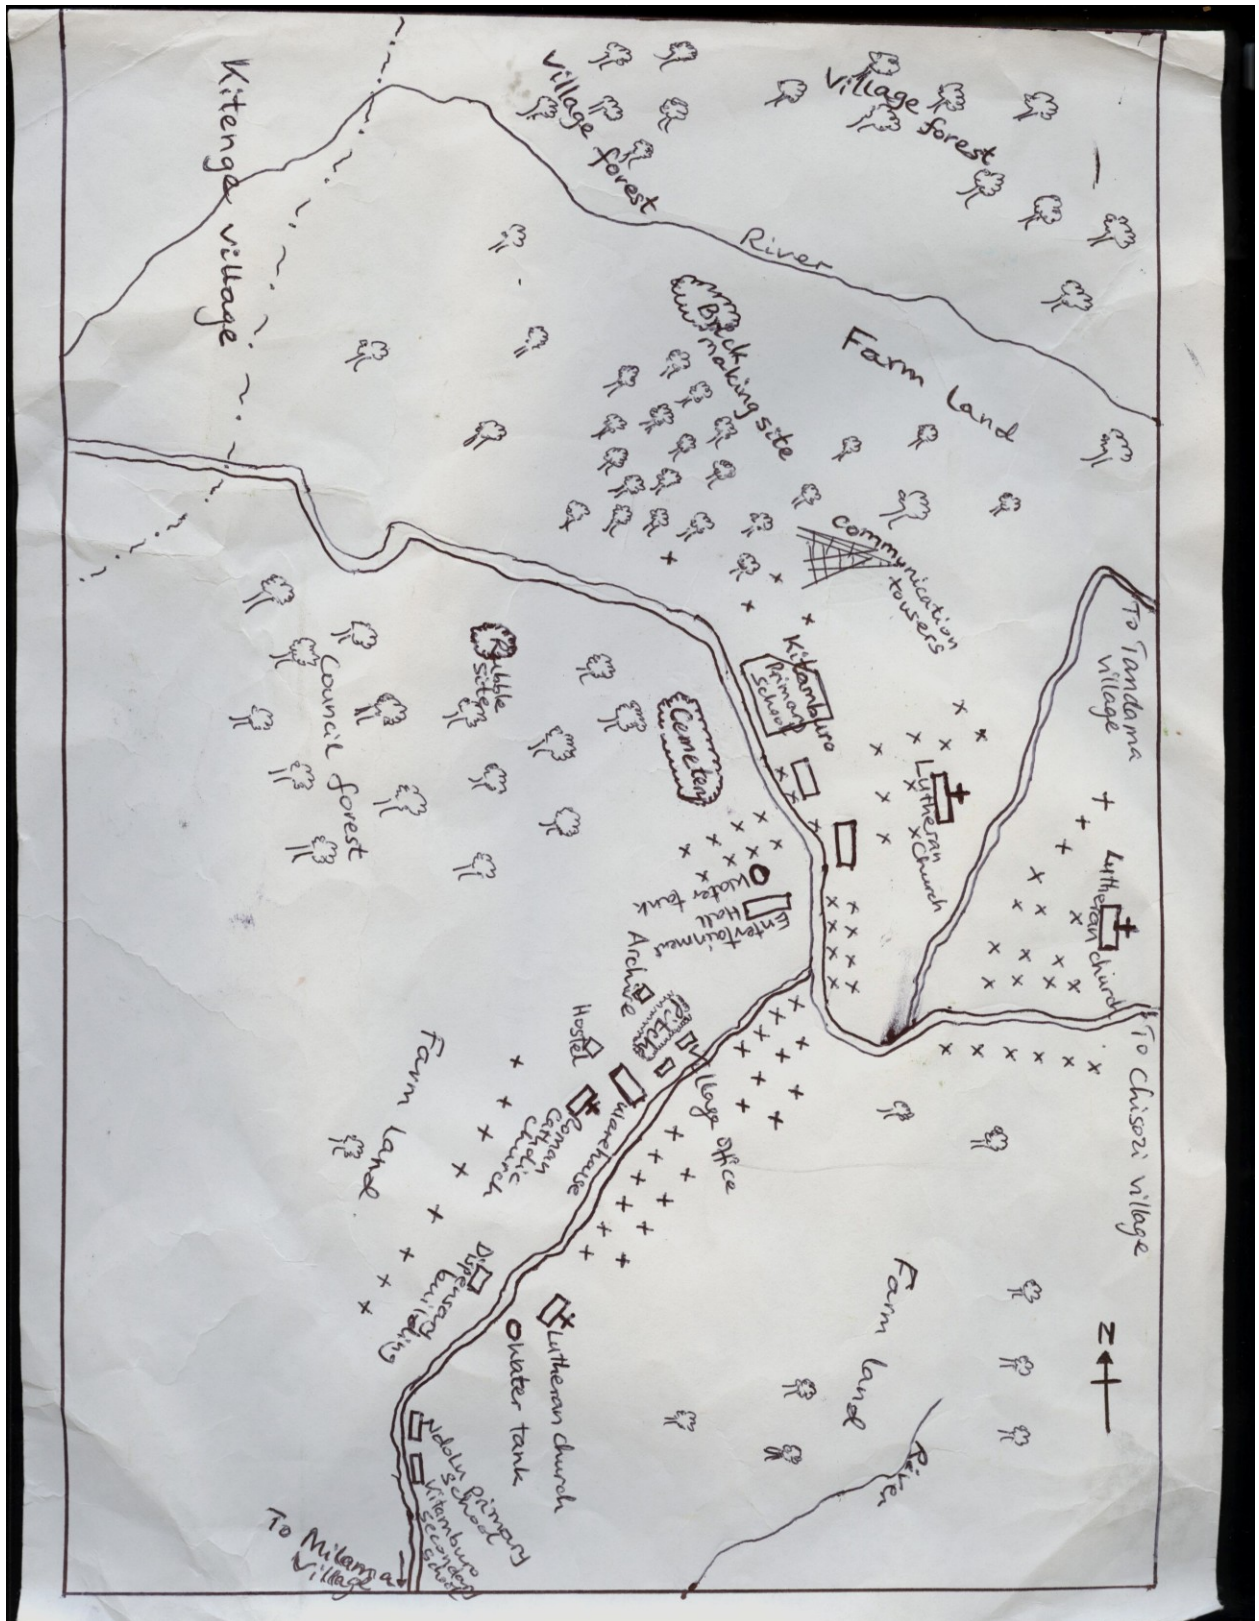 Kitenga village
village forest
village forest
River
Farm land
Brick
making site
communication
towsers
To Tandama
village
Kitamburo
Primary
School
Lutheran
church
Lutheran church
To Chisozi village
Council forest
Rubble
site
Cemetery
Water tank
Entertainment
Hall
Archive
Hostel
Village office
Warehouse
Roman
Catholic
church
Farm land
Farm land
Dispensary
building
Lutheran church
Water tank
Ndolu primary
school
Kitamburo
secondary
school
To Milama
Village
River
N